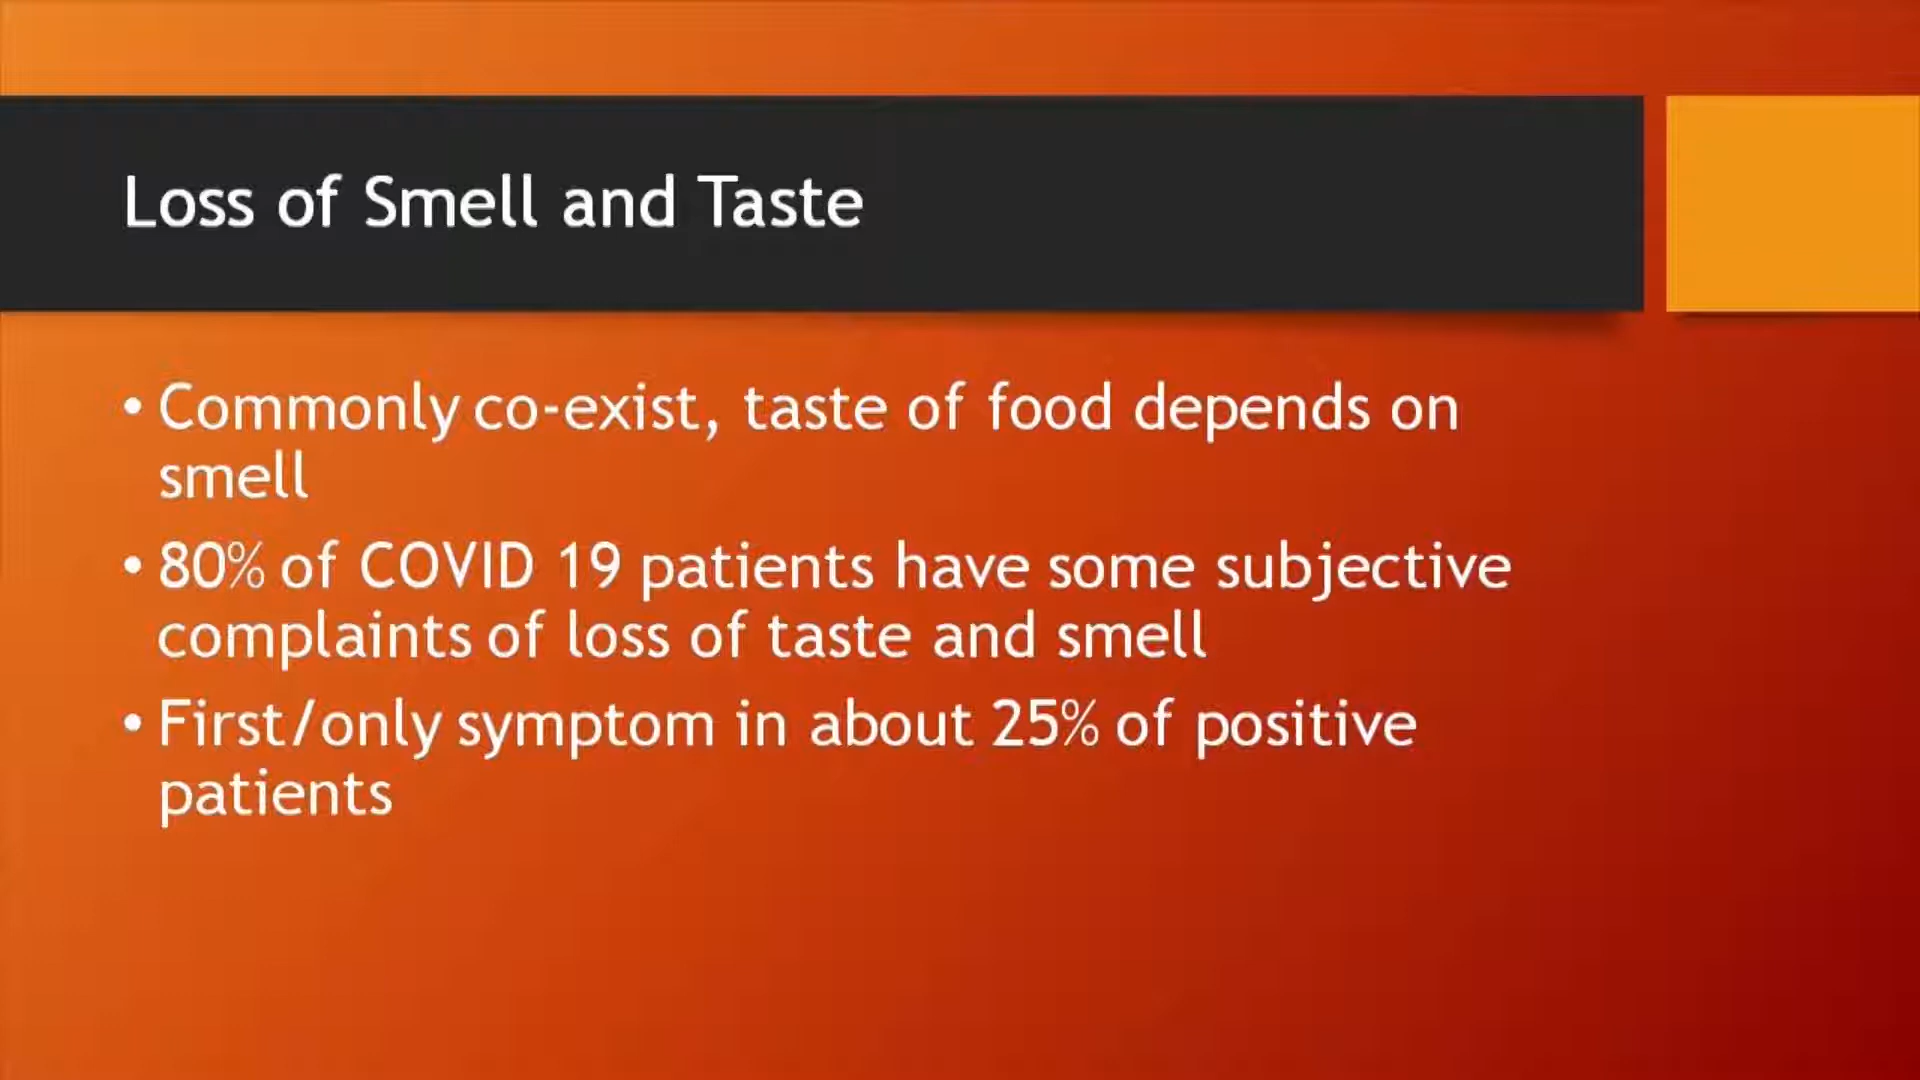 Loss of Smell and Taste
• Commonly co-exist, taste of food depends on
smell
• 80% of COVID 19 patients have some subjective
complaints of loss of taste and smell
• First/only symptom in about 25% of positive
patients